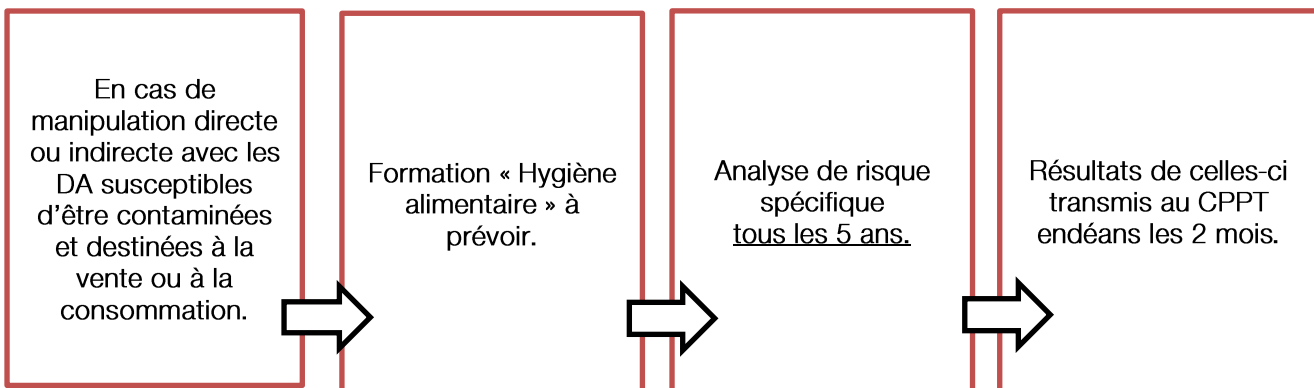 En cas de
manipulation directe
ou indirecte avec les
DA susceptibles
d'être contaminées
et destinées à la
vente ou à la
consommation.
Formation « Hygiène
alimentaire » à
prévoir.
Analyse de risque
spécifique
tous les 5 ans.
Résultats de celles-ci
transmis au CPPT
endéans les 2 mois.